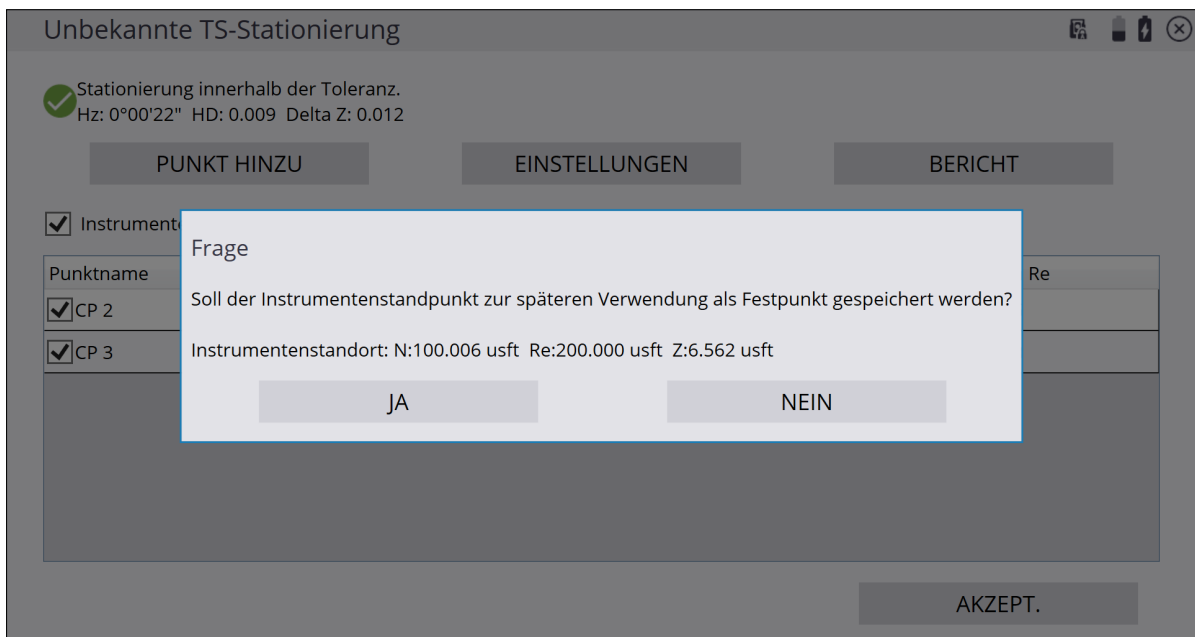 Unbekannte TS-Stationierung
Stationierung innerhalb der Toleranz.
Hz: 0°00'22" HD: 0.009 Delta Z: 0.012
PUNKT HINZU EINSTELLUNGEN BERICHT
Instrumente
Frage
Punktname Re
Soll der Instrumentenstandpunkt zur späteren Verwendung als Festpunkt gespeichert werden?
CP 2
Instrumentenstandort: N:100.006 usft Re:200.000 usft Z:6.562 usft
CP 3
JA NEIN
AKZEPT.